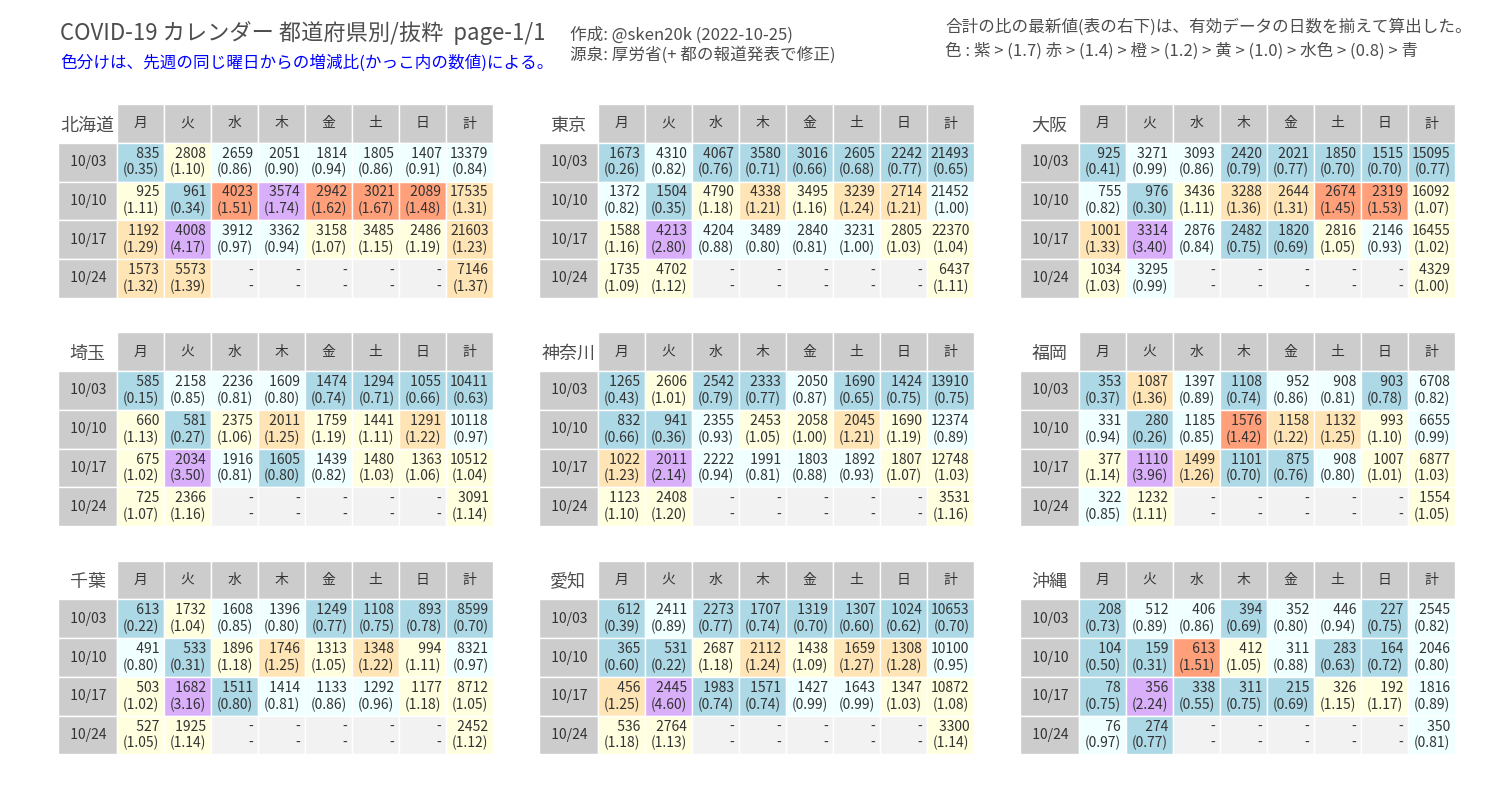 COVID-19 カレンダー 都道府県別/抜粋  page-1/1
色分けは、先週の同じ曜日からの増減比(かっこ内の数値)による。
作成: @sken20k (2022-10-25)
源泉: 厚労省(+ 都の報道発表で修正)
合計の比の最新値(表の右下)は、有効データの日数を揃えて算出した。
色 : 紫 > (1.7) 赤 > (1.4) > 橙 > (1.2) > 黄 > (1.0) > 水色 > (0.8) > 青
北海道 月 火 水 木 金 土 日 計
10/03 835 2808 2659 2051 1814 1805 1407 13379
(0.35) (1.10) (0.86) (0.90) (0.94) (0.86) (0.91) (0.84)
10/10 925 961 4023 3574 2942 3021 2089 17535
(1.11) (0.34) (1.51) (1.74) (1.62) (1.67) (1.48) (1.31)
10/17 1192 4008 3912 3362 3158 3485 2486 21603
(1.29) (4.17) (0.97) (0.94) (1.07) (1.15) (1.19) (1.23)
10/24 1573 5573 - - - - - 7146
(1.32) (1.39) - - - - - (1.37)
東京 月 火 水 木 金 土 日 計
10/03 1673 4310 4067 3580 3016 2605 2242 21493
(0.26) (0.82) (0.76) (0.71) (0.66) (0.68) (0.77) (0.65)
10/10 1372 1504 4790 4338 3495 3239 2714 21452
(0.82) (0.35) (1.18) (1.21) (1.16) (1.24) (1.21) (1.00)
10/17 1588 4213 4204 3489 2840 3231 2805 22370
(1.16) (2.80) (0.88) (0.80) (0.81) (1.00) (1.03) (1.04)
10/24 1735 4702 - - - - - 6437
(1.09) (1.12) - - - - - (1.11)
大阪 月 火 水 木 金 土 日 計
10/03 925 3271 3093 2420 2021 1850 1515 15095
(0.41) (0.99) (0.86) (0.79) (0.77) (0.70) (0.70) (0.77)
10/10 755 976 3436 3288 2644 2674 2319 16092
(0.82) (0.30) (1.11) (1.36) (1.31) (1.45) (1.53) (1.07)
10/17 1001 3314 2876 2482 1820 2816 2146 16455
(1.33) (3.40) (0.84) (0.75) (0.69) (1.05) (0.93) (1.02)
10/24 1034 3295 - - - - - 4329
(1.03) (0.99) - - - - - (1.00)
埼玉 月 火 水 木 金 土 日 計
10/03 585 2158 2236 1609 1474 1294 1055 10411
(0.15) (0.85) (0.81) (0.80) (0.74) (0.71) (0.66) (0.63)
10/10 660 581 2375 2011 1759 1441 1291 10118
(1.13) (0.27) (1.06) (1.25) (1.19) (1.11) (1.22) (0.97)
10/17 675 2034 1916 1605 1439 1480 1363 10512
(1.02) (3.50) (0.81) (0.80) (0.82) (1.03) (1.06) (1.04)
10/24 725 2366 - - - - - 3091
(1.07) (1.16) - - - - - (1.14)
神奈川 月 火 水 木 金 土 日 計
10/03 1265 2606 2542 2333 2050 1690 1424 13910
(0.43) (1.01) (0.79) (0.77) (0.87) (0.65) (0.75) (0.75)
10/10 832 941 2355 2453 2058 2045 1690 12374
(0.66) (0.36) (0.93) (1.05) (1.00) (1.21) (1.19) (0.89)
10/17 1022 2011 2222 1991 1803 1892 1807 12748
(1.23) (2.14) (0.94) (0.81) (0.88) (0.93) (1.07) (1.03)
10/24 1123 2408 - - - - - 3531
(1.10) (1.20) - - - - - (1.16)
福岡 月 火 水 木 金 土 日 計
10/03 353 1087 1397 1108 952 908 903 6708
(0.37) (1.36) (0.89) (0.74) (0.86) (0.81) (0.78) (0.82)
10/10 331 280 1185 1576 1158 1132 993 6655
(0.94) (0.26) (0.85) (1.42) (1.22) (1.25) (1.10) (0.99)
10/17 377 1110 1499 1101 875 908 1007 6877
(1.14) (3.96) (1.26) (0.70) (0.76) (0.80) (1.01) (1.03)
10/24 322 1232 - - - - - 1554
(0.85) (1.11) - - - - - (1.05)
千葉 月 火 水 木 金 土 日 計
10/03 613 1732 1608 1396 1249 1108 893 8599
(0.22) (1.04) (0.85) (0.80) (0.77) (0.75) (0.78) (0.70)
10/10 491 533 1896 1746 1313 1348 994 8321
(0.80) (0.31) (1.18) (1.25) (1.05) (1.22) (1.11) (0.97)
10/17 503 1682 1511 1414 1133 1292 1177 8712
(1.02) (3.16) (0.80) (0.81) (0.86) (0.96) (1.18) (1.05)
10/24 527 1925 - - - - - 2452
(1.05) (1.14) - - - - - (1.12)
愛知 月 火 水 木 金 土 日 計
10/03 612 2411 2273 1707 1319 1307 1024 10653
(0.39) (0.89) (0.77) (0.74) (0.70) (0.60) (0.62) (0.70)
10/10 365 531 2687 2112 1438 1659 1308 10100
(0.60) (0.22) (1.18) (1.24) (1.09) (1.27) (1.28) (0.95)
10/17 456 2445 1983 1571 1427 1643 1347 10872
(1.25) (4.60) (0.74) (0.74) (0.99) (0.99) (1.03) (1.08)
10/24 536 2764 - - - - - 3300
(1.18) (1.13) - - - - - (1.14)
沖縄 月 火 水 木 金 土 日 計
10/03 208 512 406 394 352 446 227 2545
(0.73) (0.89) (0.86) (0.69) (0.80) (0.94) (0.75) (0.82)
10/10 104 159 613 412 311 283 164 2046
(0.50) (0.31) (1.51) (1.05) (0.88) (0.63) (0.72) (0.80)
10/17 78 356 338 311 215 326 192 1816
(0.75) (2.24) (0.55) (0.75) (0.69) (1.15) (1.17) (0.89)
10/24 76 274 - - - - - 350
(0.97) (0.77) - - - - - (0.81)